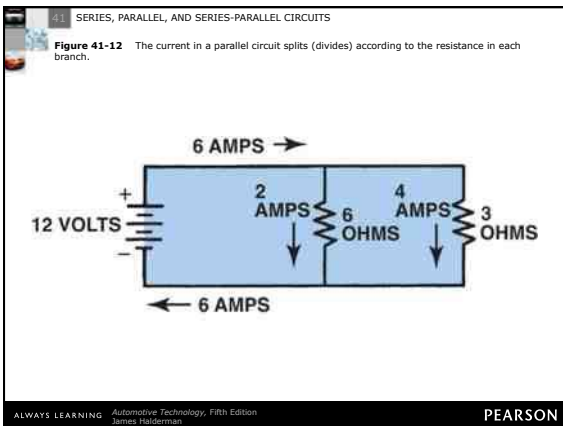 41 SERIES, PARALLEL, AND SERIES-PARALLEL CIRCUITS
Figure 41-12 The current in a parallel circuit splits (divides) according to the resistance in each
branch.
6 AMPS
+
12 VOLTS
−
2
AMPS
6
OHMS
4
AMPS
3
OHMS
6 AMPS
ALWAYS LEARNING
Automotive Technology, Fifth Edition
James Halderman
PEARSON